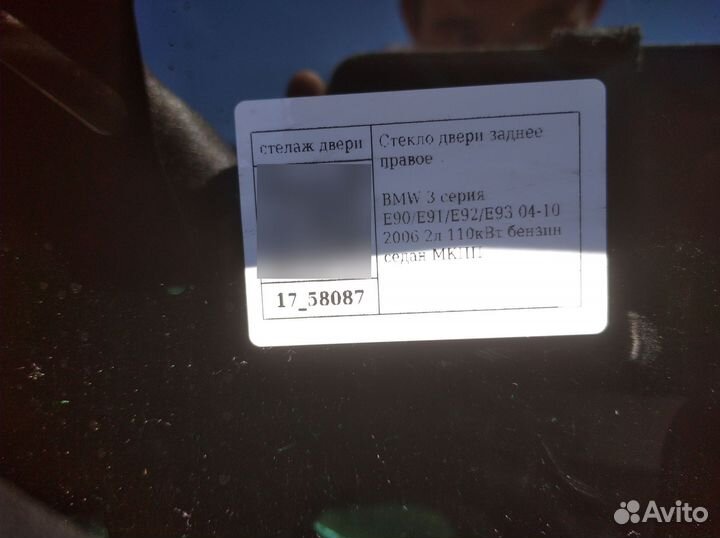 стелаж двери
17_58087
Стекло двери заднее
правое
BMW 3 серия
E90/E91/E92/E93 04-10
2006 2л 110кВт бензин
седан МКПП
Avito